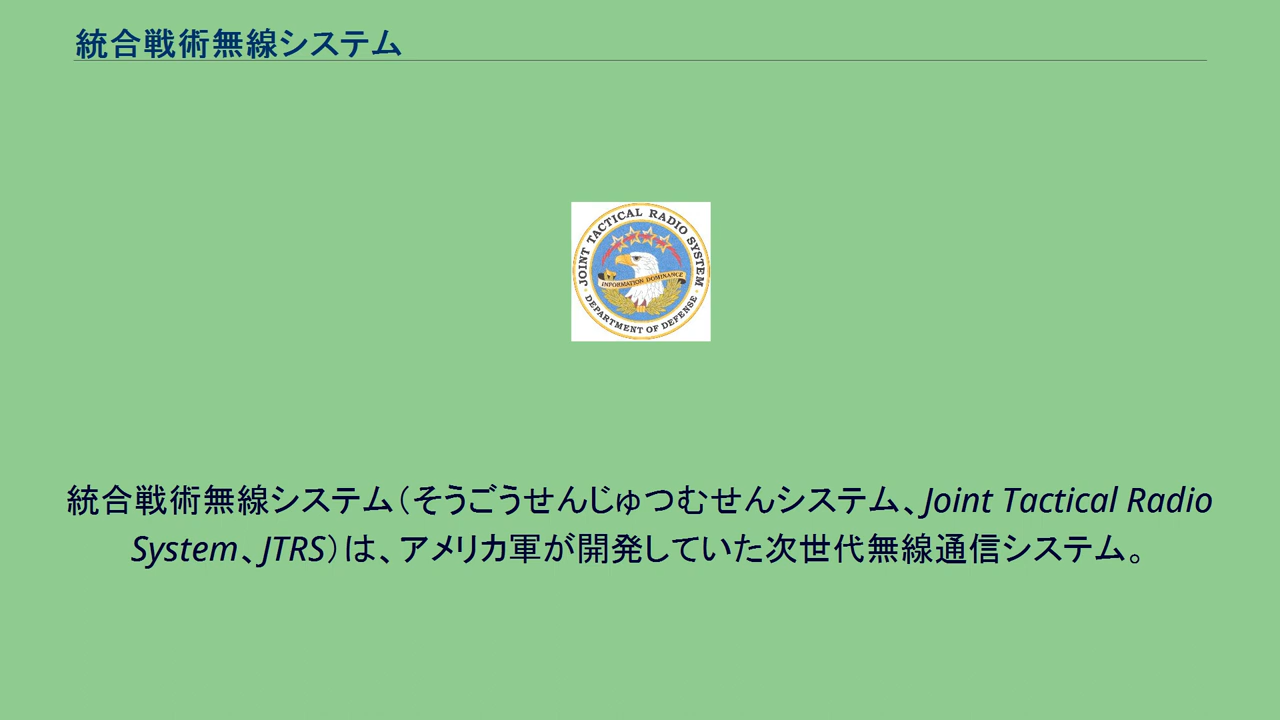 統合戦術無線システム
JOINT TACTICAL RADIO SYSTEM
INFORMATION DOMINANCE
DEPARTMENT OF DEFENSE
統合戦術無線システム（そうごうせんじゅつむせんシステム、Joint Tactical Radio
System、JTRS）は、アメリカ軍が開発していた次世代無線通信システム。